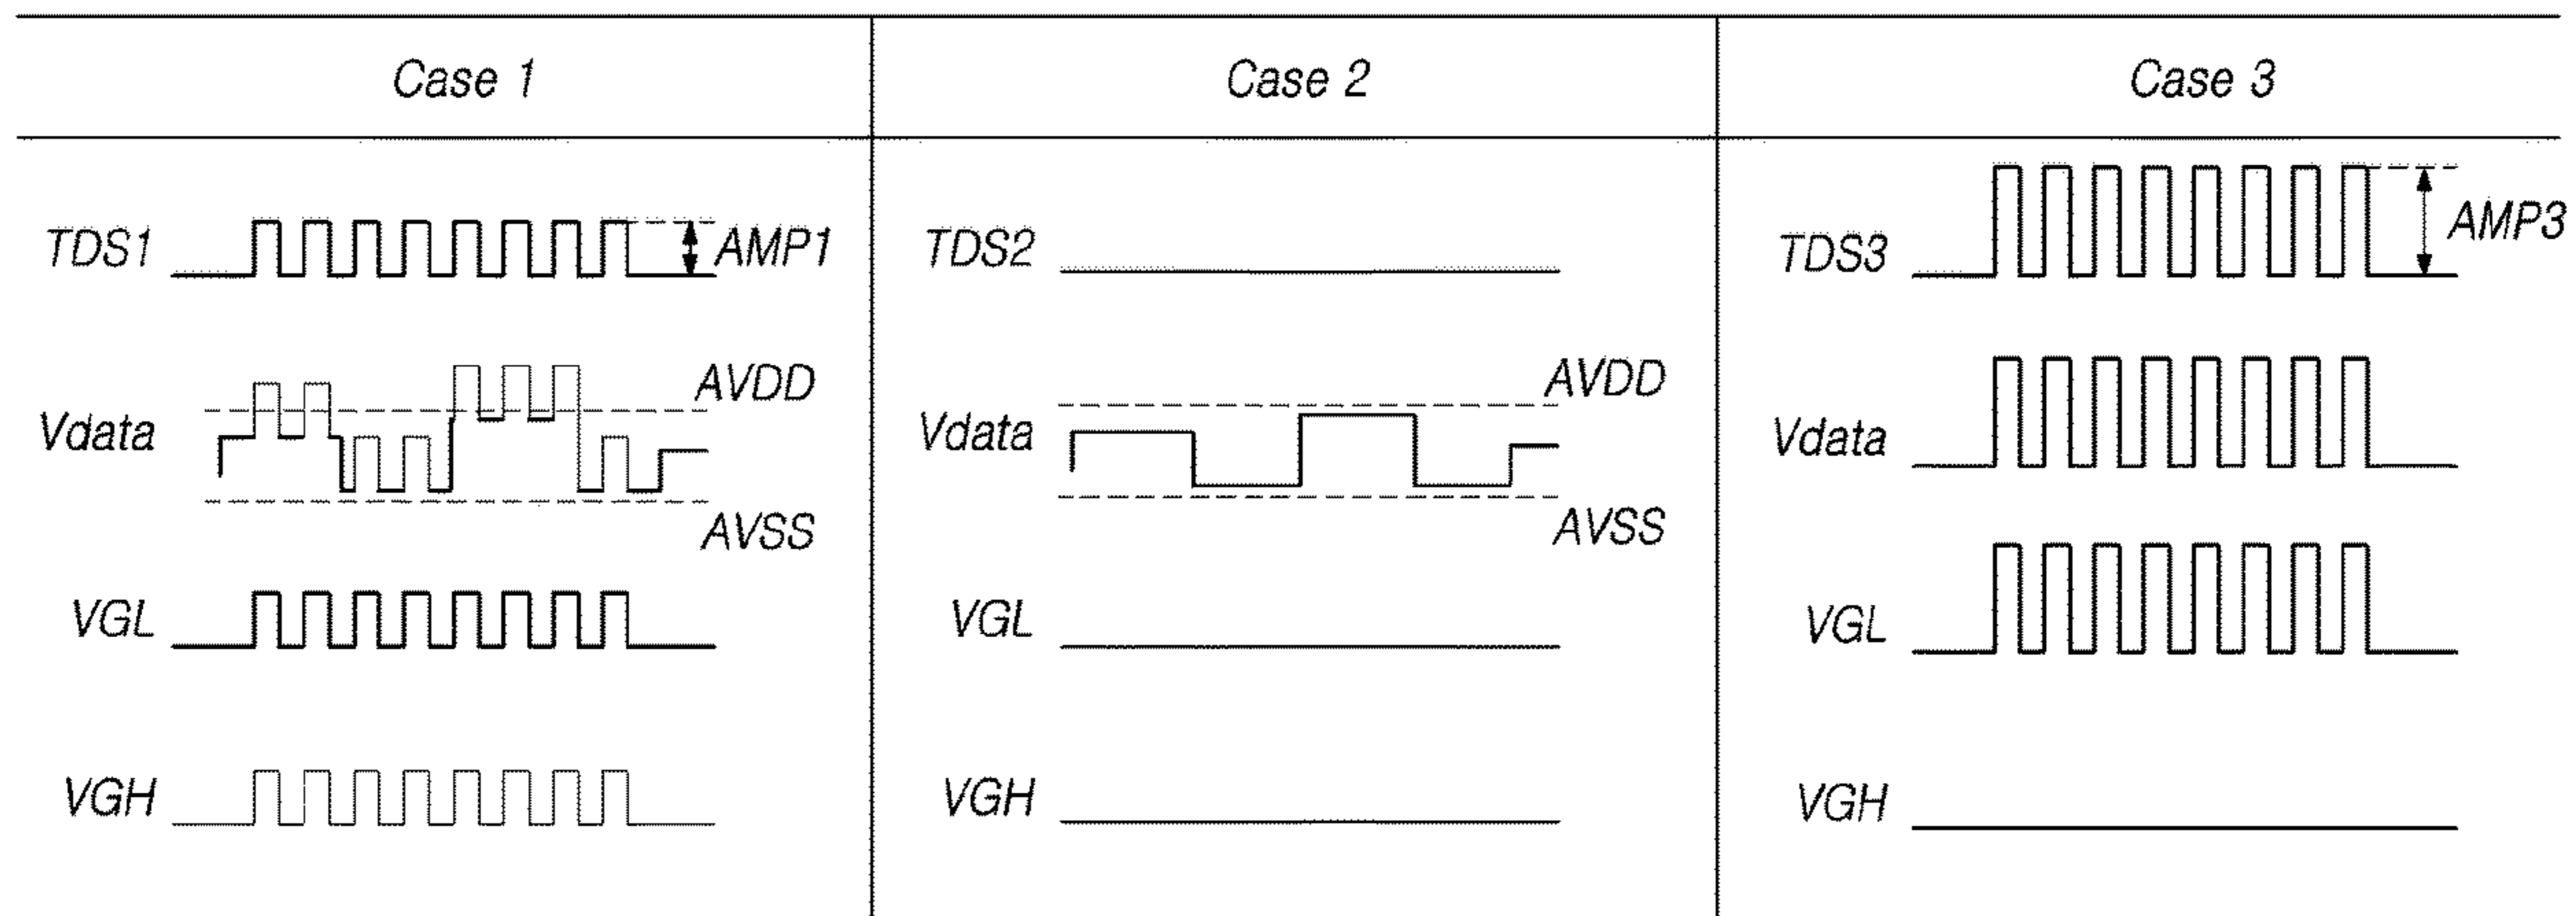 Case 1
Case 2
Case 3
TDS1
AMP1
Vdata
AVDD
AVSS
VGL
VGH
TDS2
Vdata
AVDD
AVSS
VGL
VGH
TDS3
AMP3
Vdata
VGL
VGH